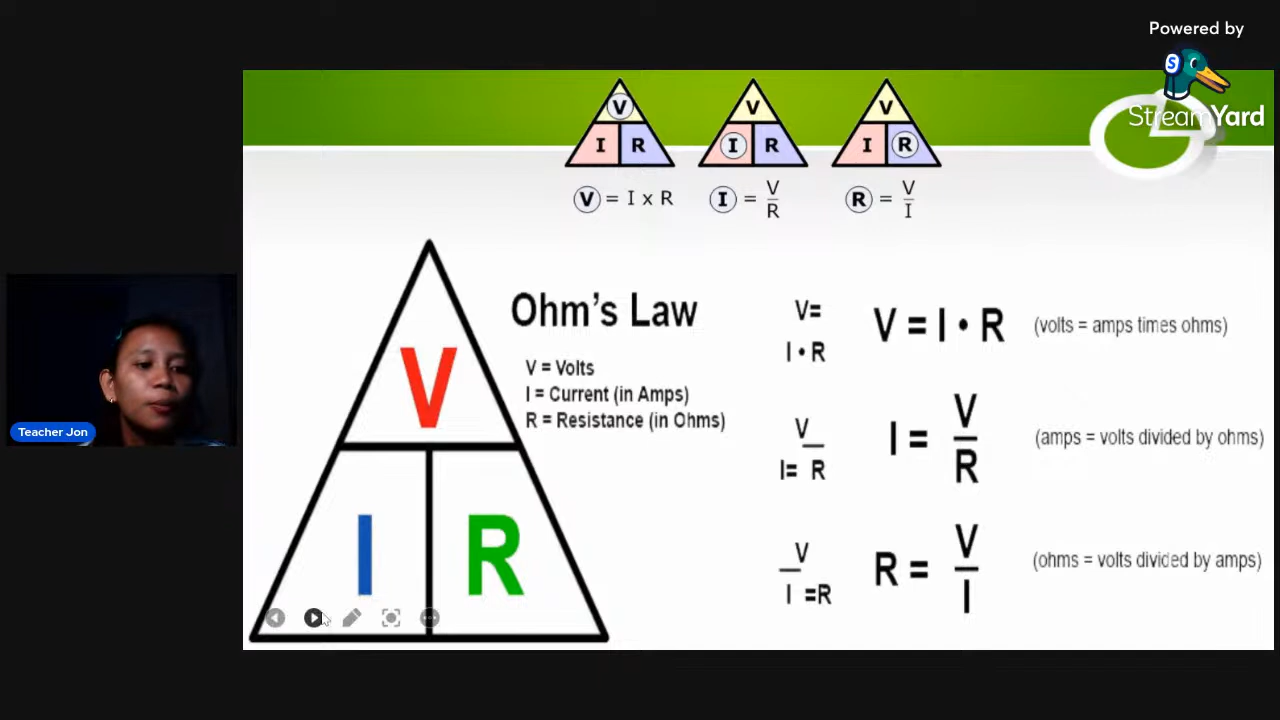 Powered by
StreamYard
V
I R
V
I R
V
I R
V = I x R
I = V
R
R = V
I
Ohm's Law
V = Volts
I = Current (in Amps)
R = Resistance (in Ohms)
V
I R
V=
I • R
V = I • R (volts = amps times ohms)
V
I= R
I = V
R
(amps = volts divided by ohms)
V
I =R
R = V
I
(ohms = volts divided by amps)
Teacher Jon